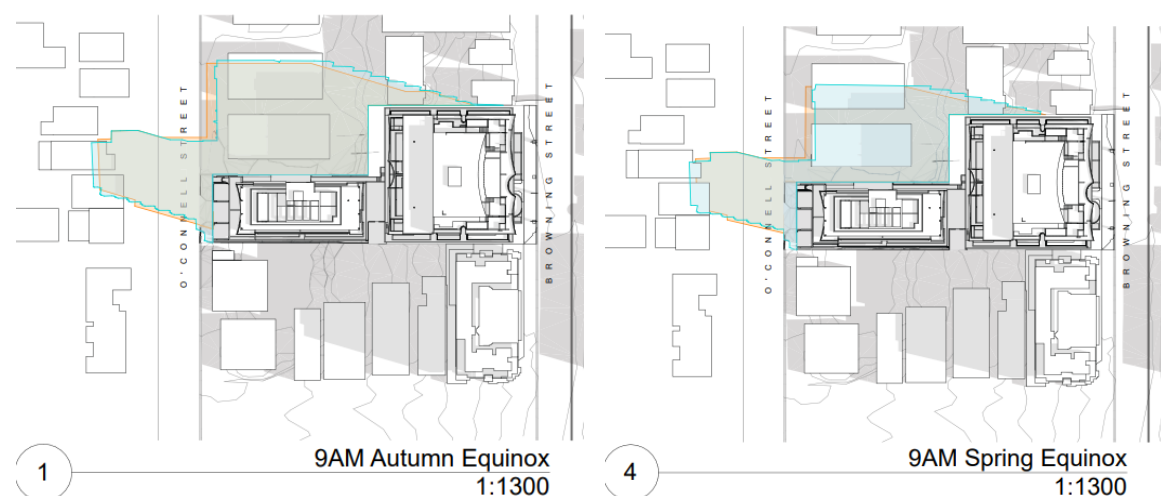 O'CONNELL STREET
BROWNING STREET
1
9AM Autumn Equinox
1:1300
O'CONNELL STREET
BROWNING STREET
4
9AM Spring Equinox
1:1300